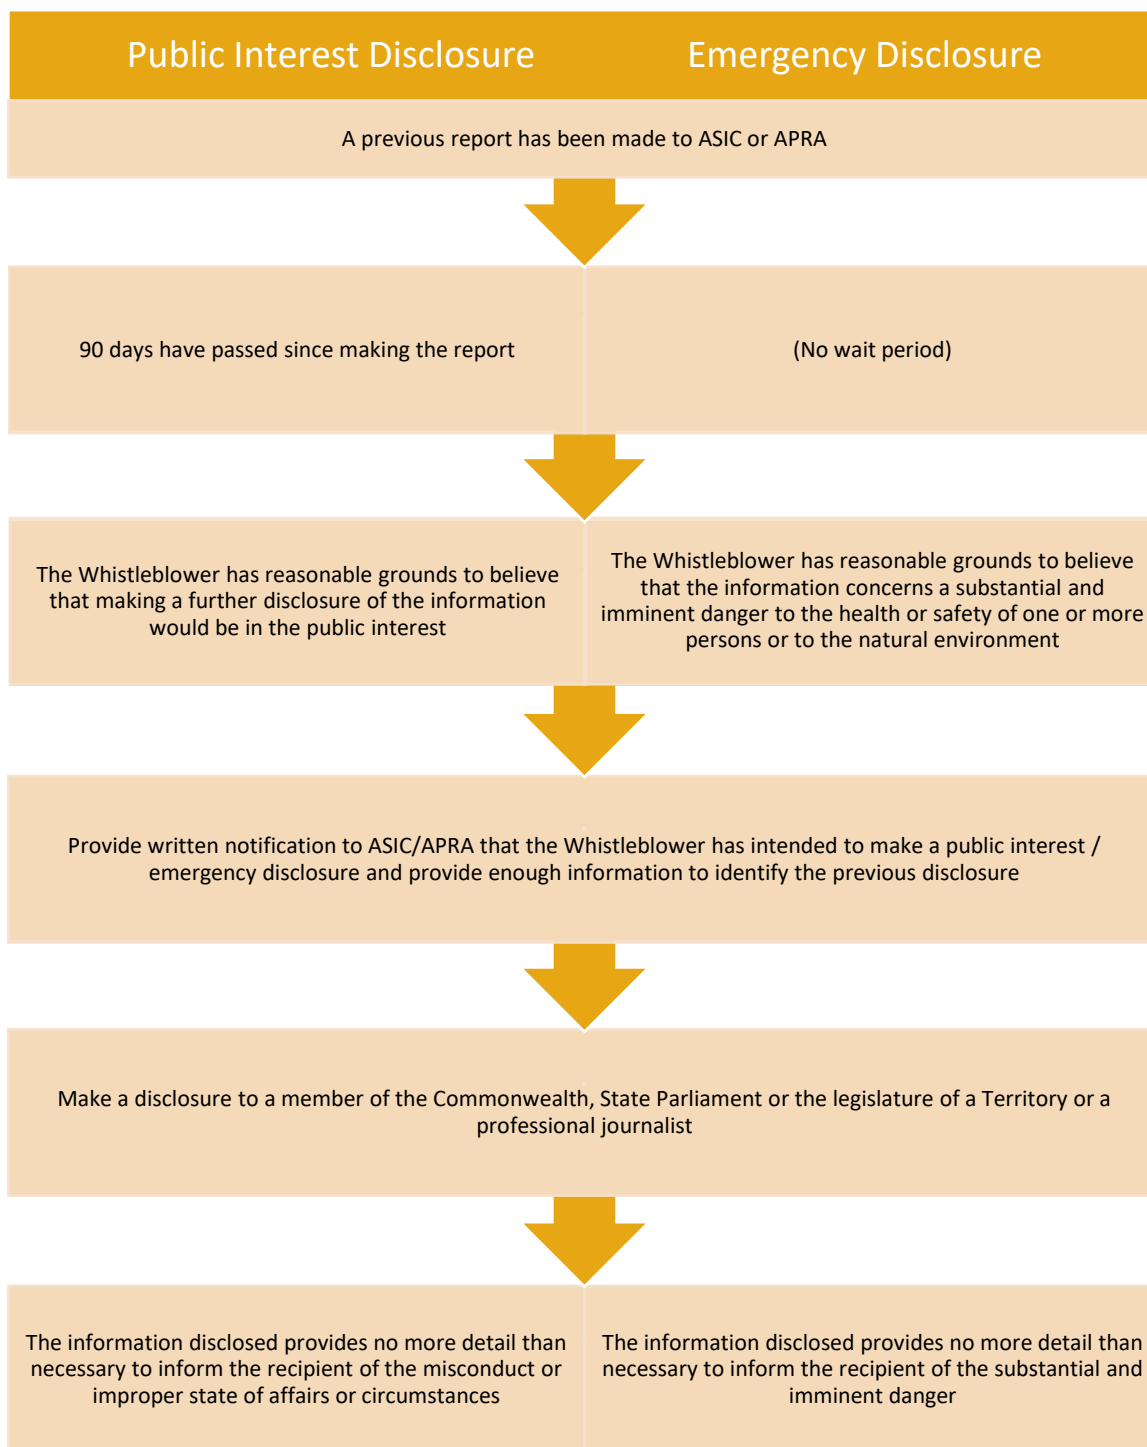 Public Interest Disclosure
Emergency Disclosure
A previous report has been made to ASIC or APRA
90 days have passed since making the report
(No wait period)
The Whistleblower has reasonable grounds to believe
that making a further disclosure of the information
would be in the public interest
The Whistleblower has reasonable grounds to believe
that the information concerns a substantial and
imminent danger to the health or safety of one or more
persons or to the natural environment
Provide written notification to ASIC/APRA that the Whistleblower has intended to make a public interest /
emergency disclosure and provide enough information to identify the previous disclosure
Make a disclosure to a member of the Commonwealth, State Parliament or the legislature of a Territory or a
professional journalist
The information disclosed provides no more detail than
necessary to inform the recipient of the misconduct or
improper state of affairs or circumstances
The information disclosed provides no more detail than
necessary to inform the recipient of the substantial and
imminent danger